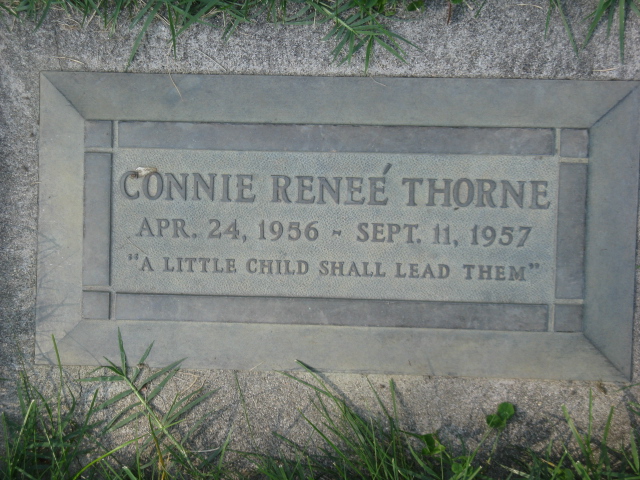 CONNIE RENEÉ THORNE
APR. 24, 1956 ~ SEPT. 11, 1957
"A LITTLE CHILD SHALL LEAD THEM"